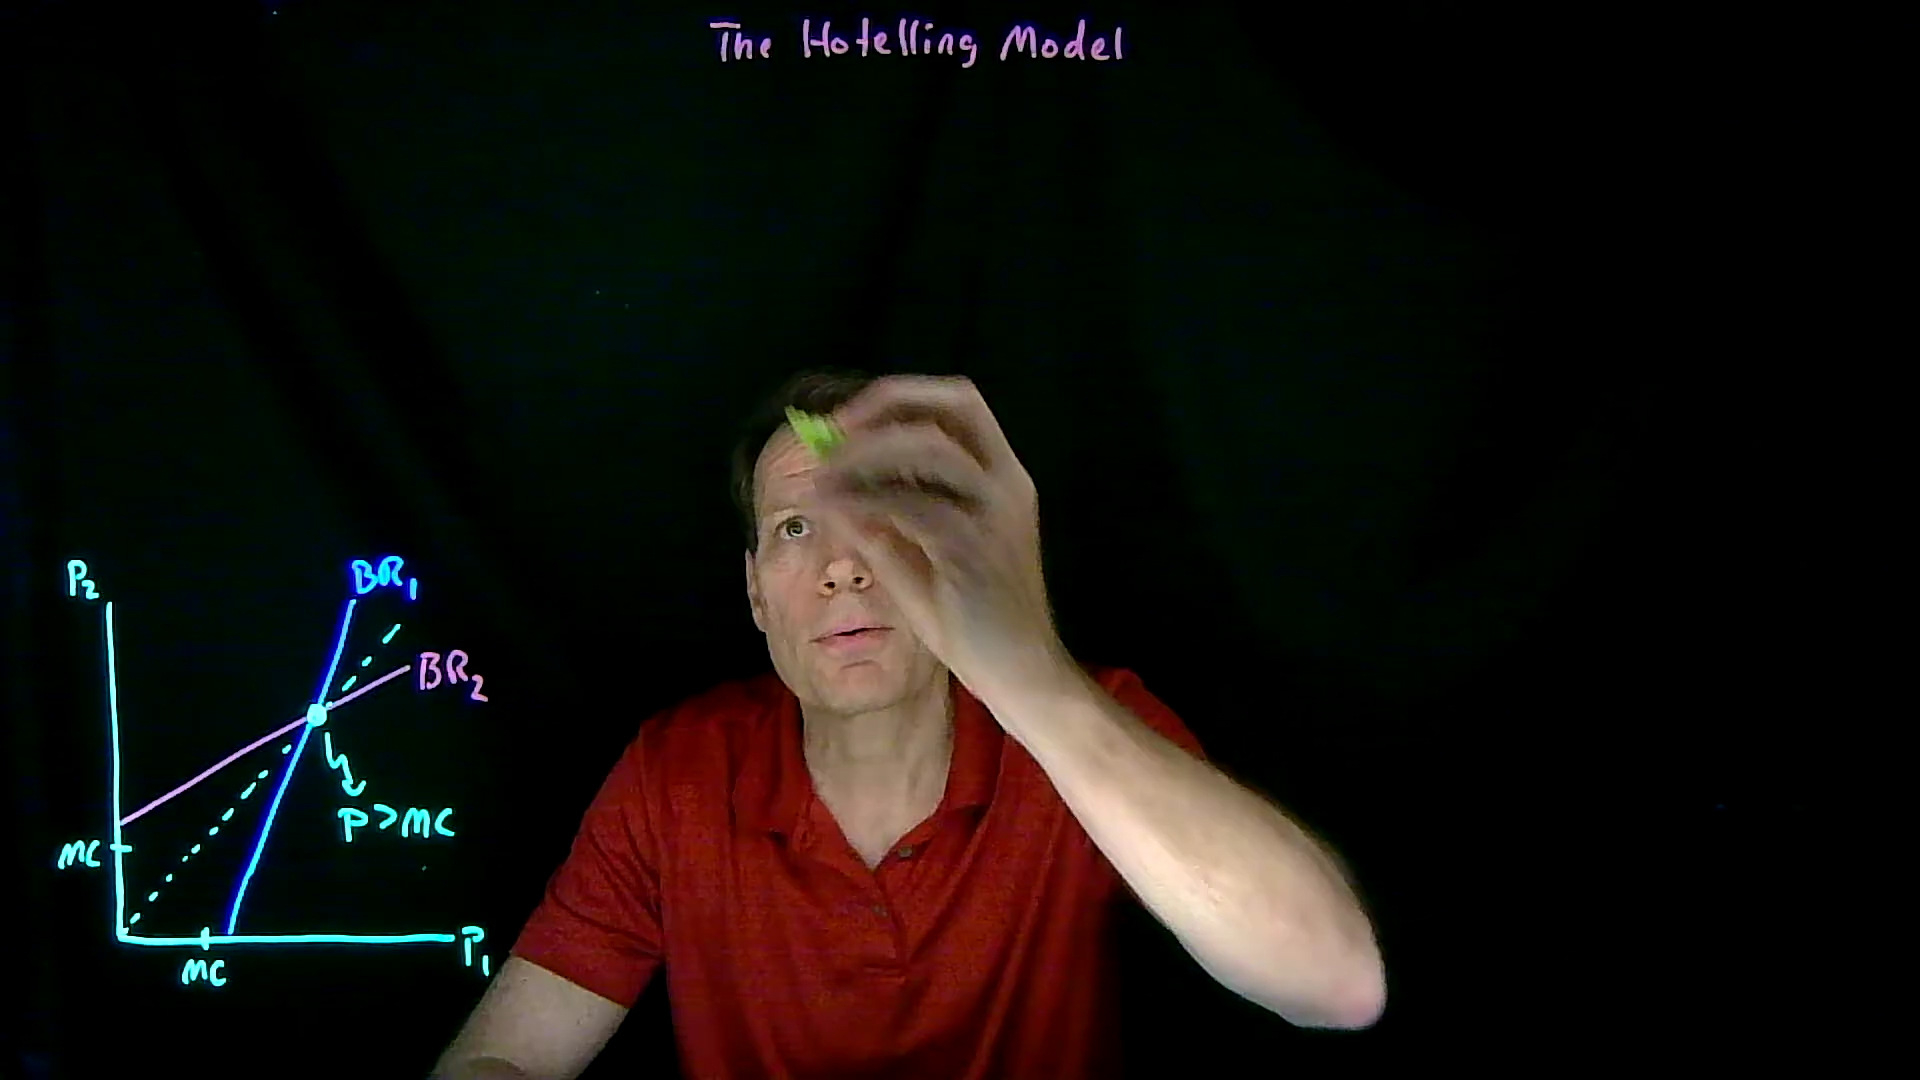 The Hotelling Model
P2
BR1
BR2
P>MC
MC
P1
MC